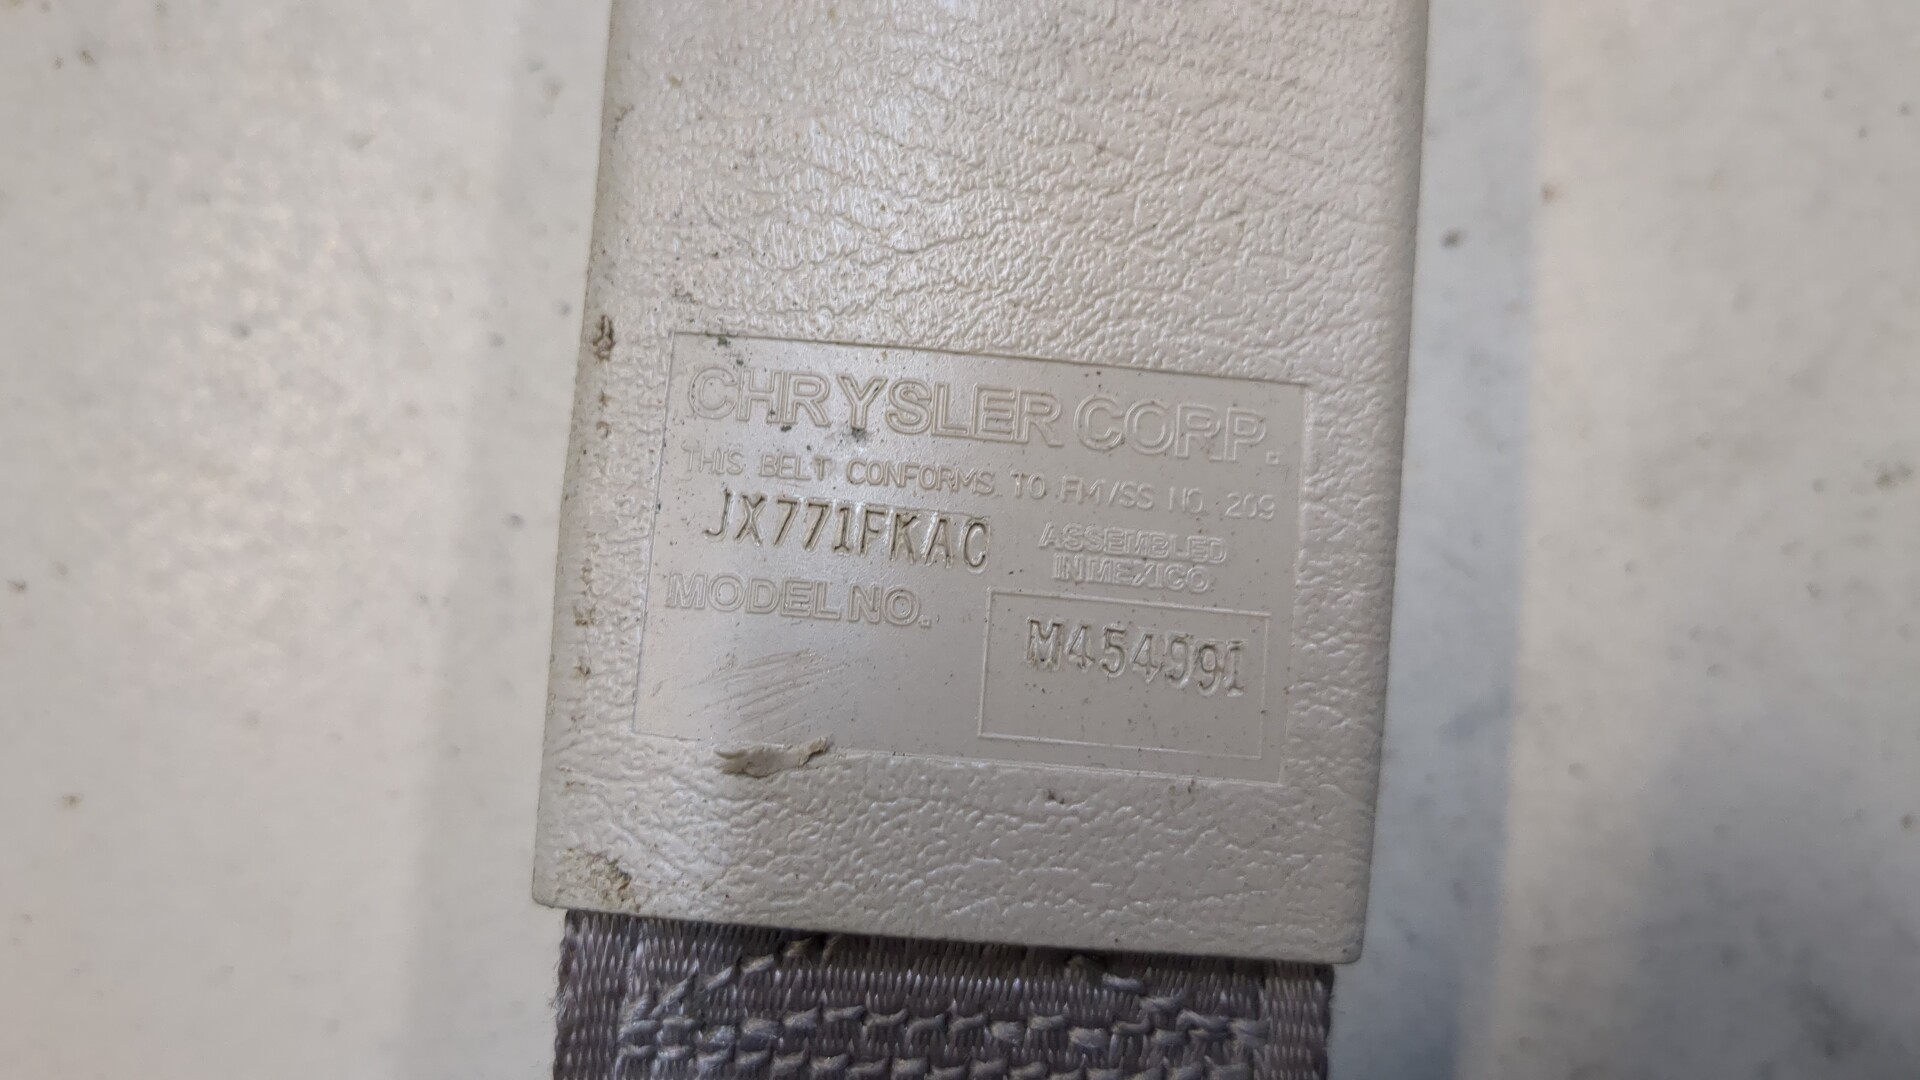 CHRYSLER CORP.
THIS BELT CONFORMS TO FMVSS NO. 209
JX771FKAC
ASSEMBLED
IN MEXICO
MODEL NO.
M454991